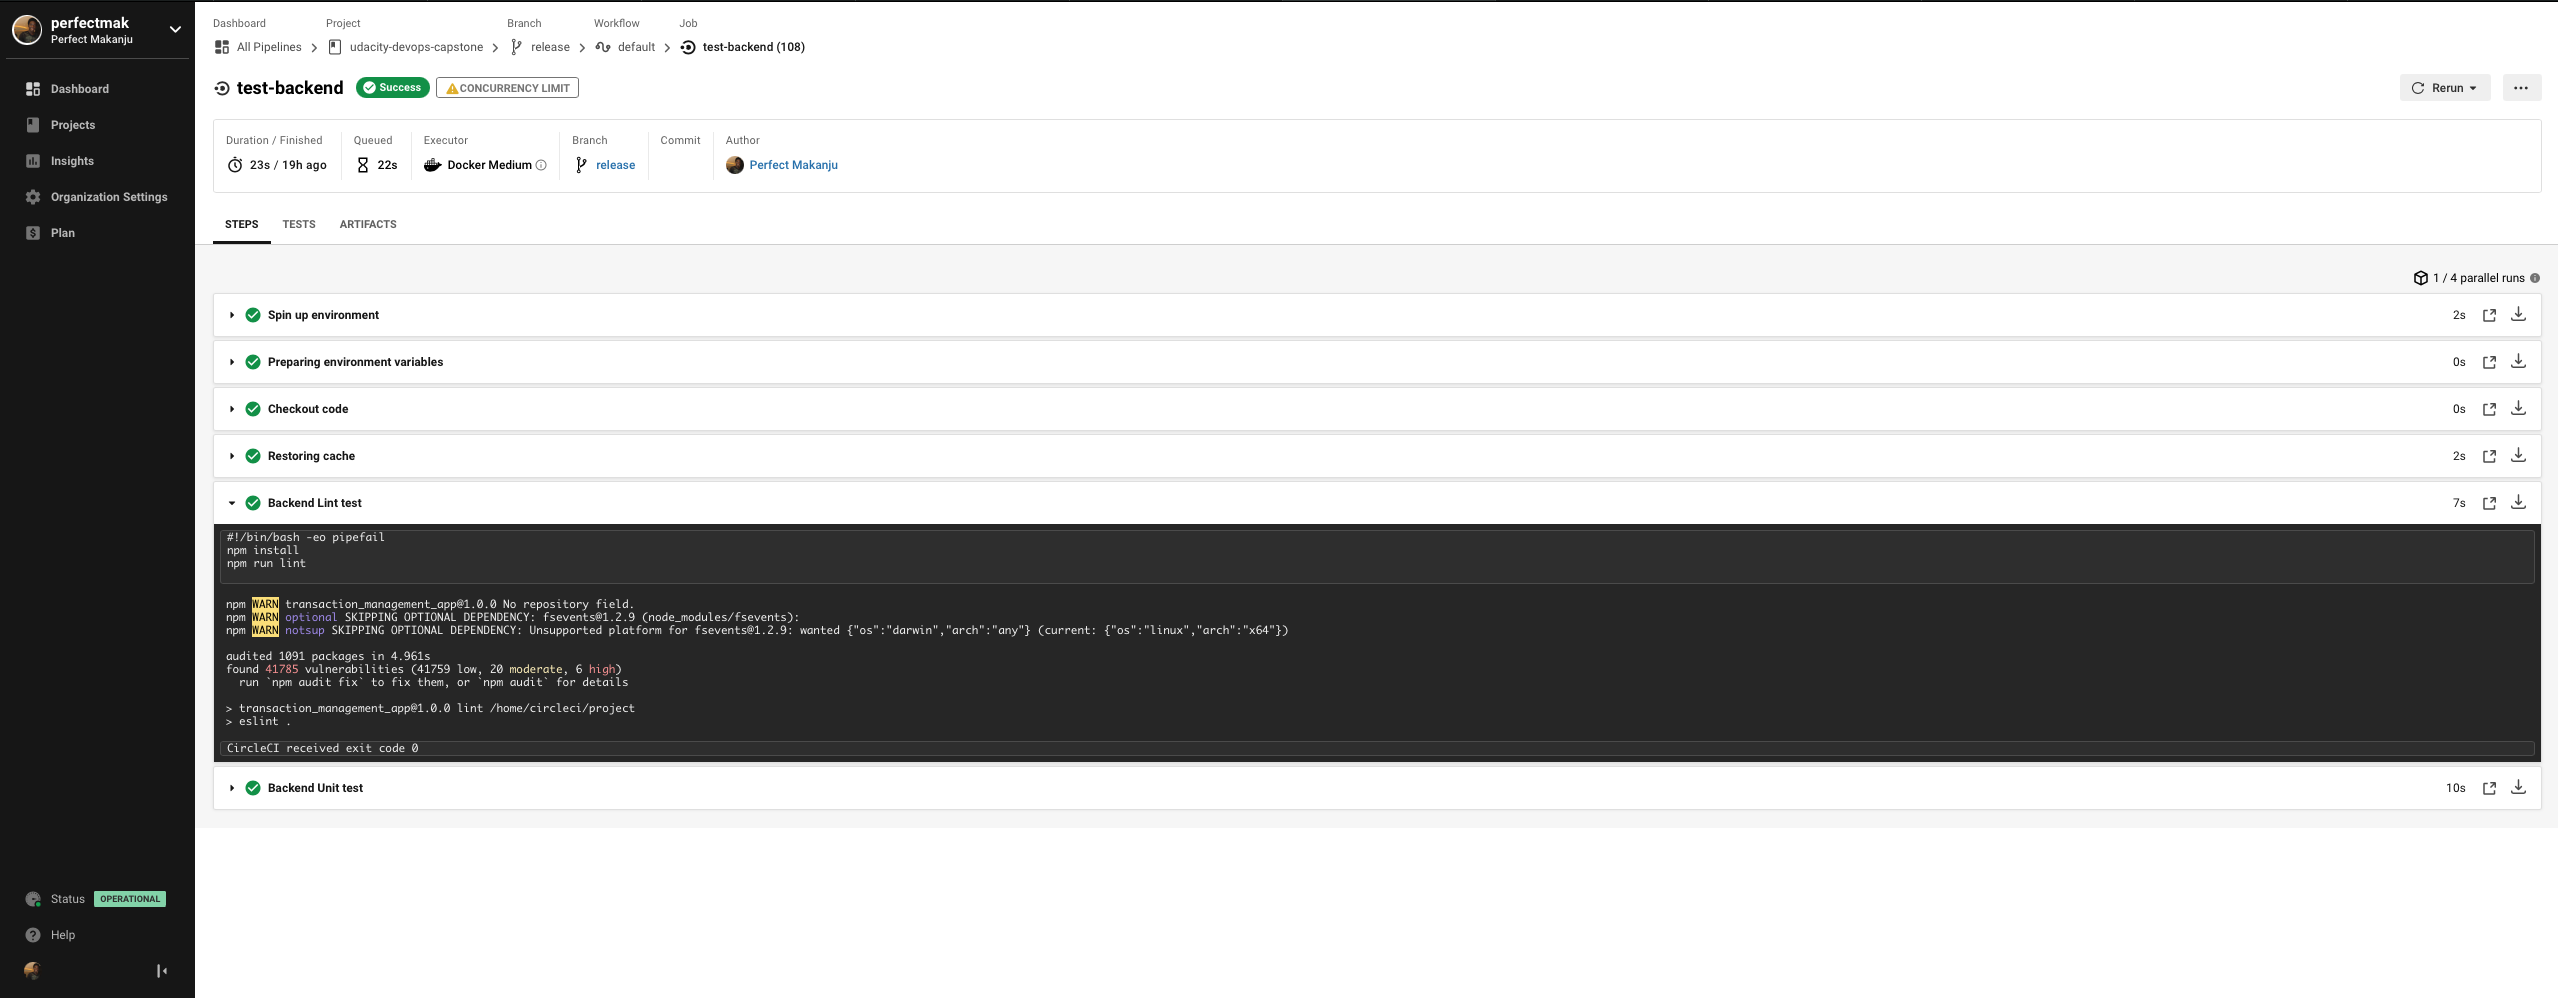 perfectmak
Perfect Makanju
Dashboard
Projects
Insights
Organization Settings
Plan
Status OPERATIONAL
Help
Dashboard Project Branch Workflow Job
All Pipelines udacity-devops-capstone release default test-backend (108)
test-backend Success CONCURRENCY LIMIT
Rerun
Duration / Finished Queued Executor Branch Commit Author
23s / 19h ago 22s Docker Medium release Perfect Makanju
STEPS TESTS ARTIFACTS
1 / 4 parallel runs
Spin up environment 2s
Preparing environment variables 0s
Checkout code 0s
Restoring cache 2s
Backend Lint test 7s
#!/bin/bash -eo pipefail
npm install
npm run lint
npm WARN transaction_management_app@1.0.0 No repository field.
npm WARN optional SKIPPING OPTIONAL DEPENDENCY: fsevents@1.2.9 (node_modules/fsevents):
npm WARN notsup SKIPPING OPTIONAL DEPENDENCY: Unsupported platform for fsevents@1.2.9: wanted {"os":"darwin","arch":"any"} (current: {"os":"linux","arch":"x64"})
audited 1091 packages in 4.961s
found 41785 vulnerabilities (41759 low, 20 moderate, 6 high)
run `npm audit fix` to fix them, or `npm audit` for details
> transaction_management_app@1.0.0 lint /home/circleci/project
> eslint .
CircleCI received exit code 0
Backend Unit test 10s